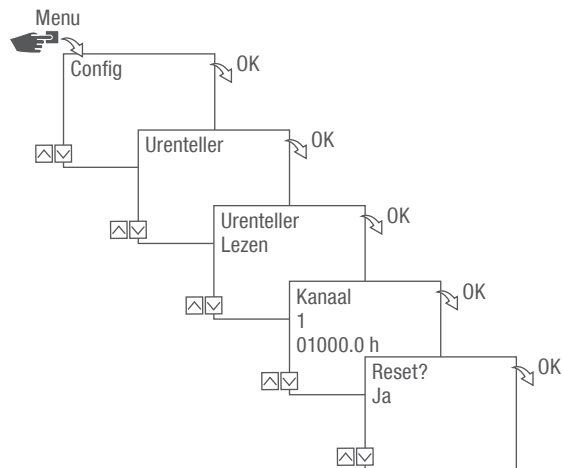 Menu
Config
OK
Urenteller
OK
Urenteller
Lezen
OK
Kanaal
1
01000.0 h
OK
Reset?
Ja
OK